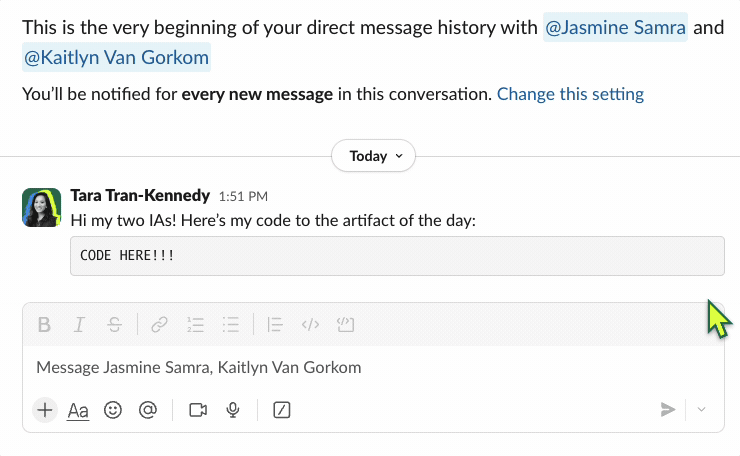 This is the very beginning of your direct message history with @Jasmine Samra and
@Kaitlyn Van Gorkom
You’ll be notified for every new message in this conversation. Change this setting
Today
Tara Tran-Kennedy 1:51 PM
Hi my two IAs! Here’s my code to the artifact of the day:
CODE HERE!!!
Message Jasmine Samra, Kaitlyn Van Gorkom
Aa